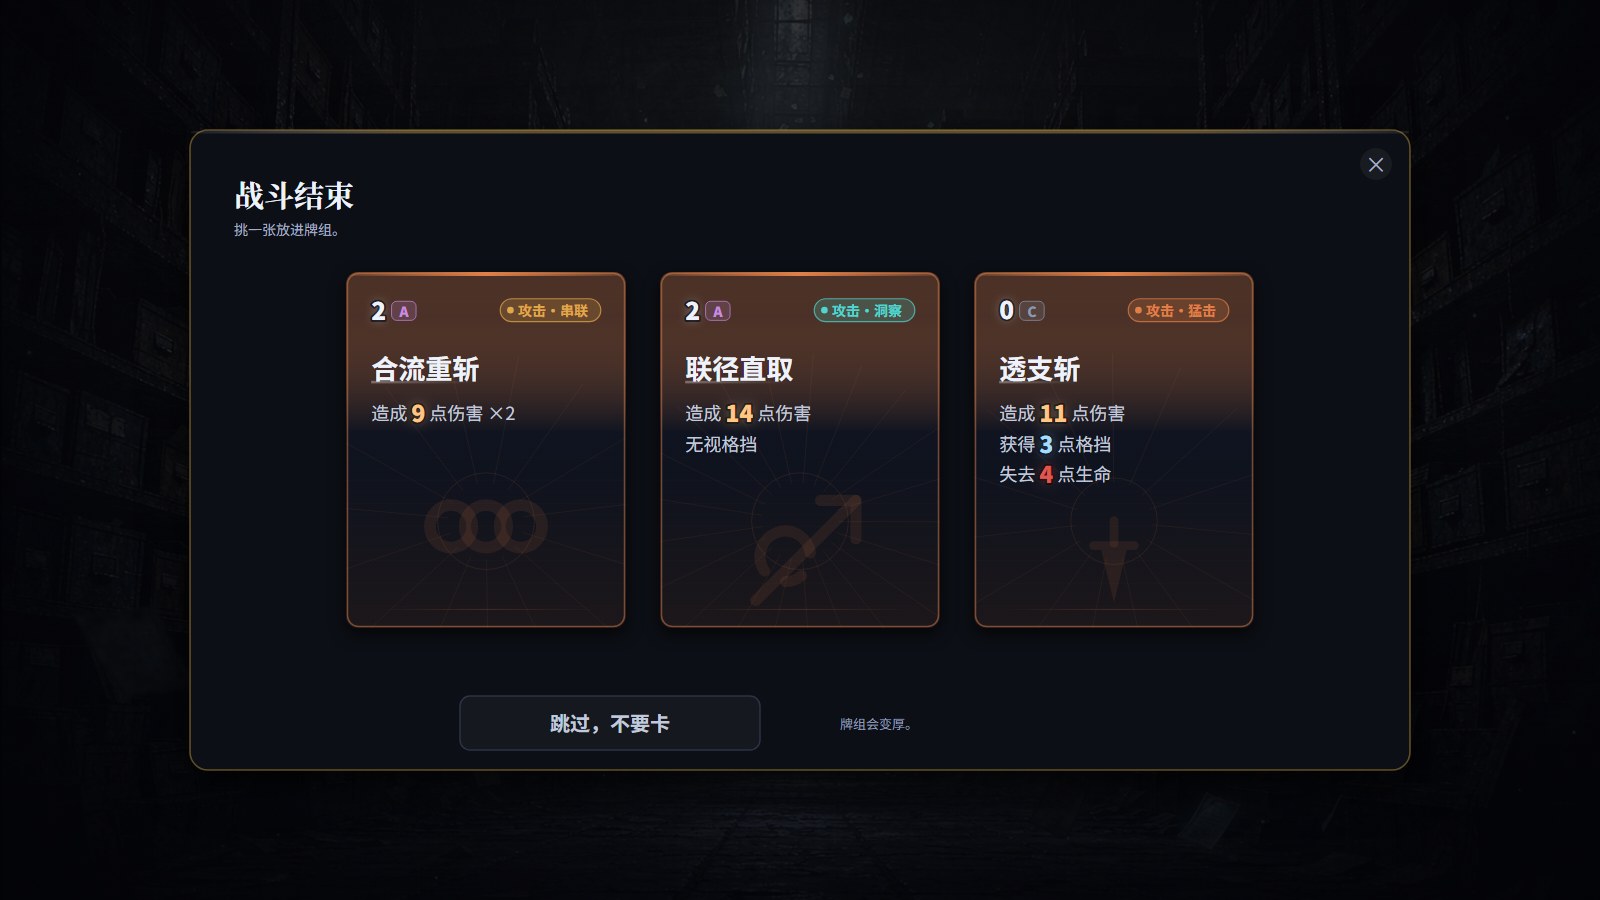 战斗结束
挑一张放进牌组。
2 A 攻击·串联
合流重斩
造成 9 点伤害 ×2
2 A 攻击·洞察
联径直取
造成 14 点伤害
无视格挡
0 C 攻击·猛击
透支斩
造成 11 点伤害
获得 3 点格挡
失去 4 点生命
跳过，不要卡
牌组会变厚。